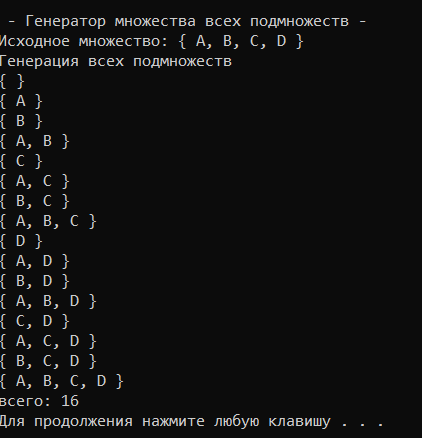 - Генератор множества всех подмножеств -
Исходное множество: { A, B, C, D }
Генерация всех подмножеств
{ }
{ A }
{ B }
{ A, B }
{ C }
{ A, C }
{ B, C }
{ A, B, C }
{ D }
{ A, D }
{ B, D }
{ A, B, D }
{ C, D }
{ A, C, D }
{ B, C, D }
{ A, B, C, D }
всего: 16
Для продолжения нажмите любую клавишу . . .